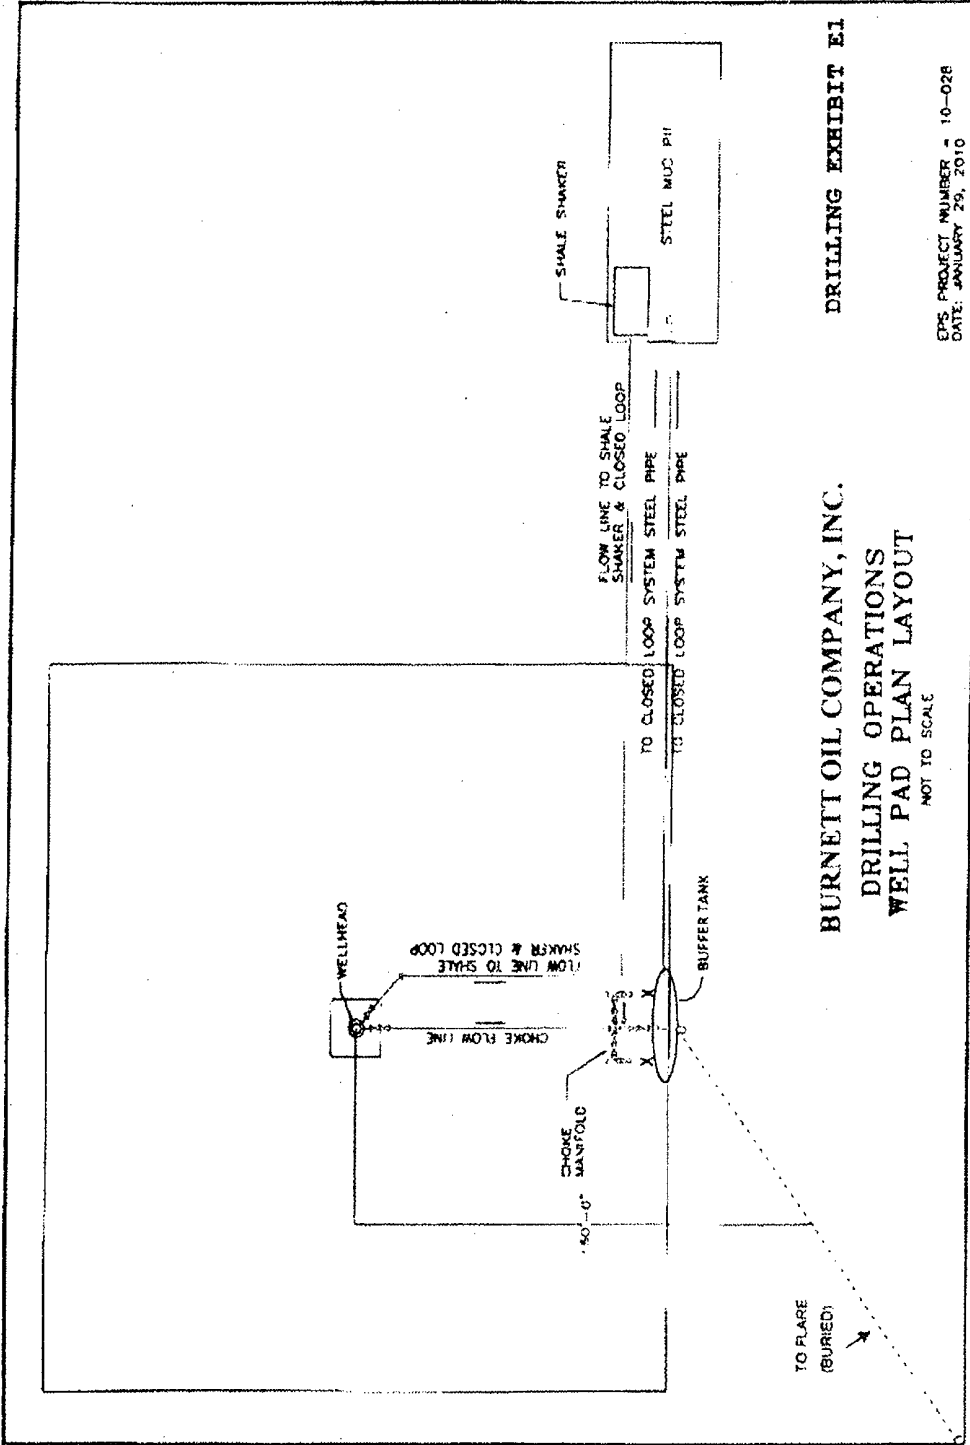 SHALE SHAKER
STEEL MUD PIT
FLOW LINE TO SHALE
SHAKER & CLOSED LOOP
TO CLOSED LOOP SYSTEM STEEL PIPE
TO CLOSED LOOP SYSTEM STEEL PIPE
WELLHEAD
FLOW LINE TO SHALE
SHAKER & CLOSED LOOP
CHOKE FLOW LINE
CHOKE
MANIFOLD
BUFFER TANK
TO FLARE
(BURIED)
DRILLING EXHIBIT E1
BURNETT OIL COMPANY, INC.
DRILLING OPERATIONS
WELL PAD PLAN LAYOUT
NOT TO SCALE
EPS PROJECT NUMBER - 10-028
DATE: JANUARY 29, 2010